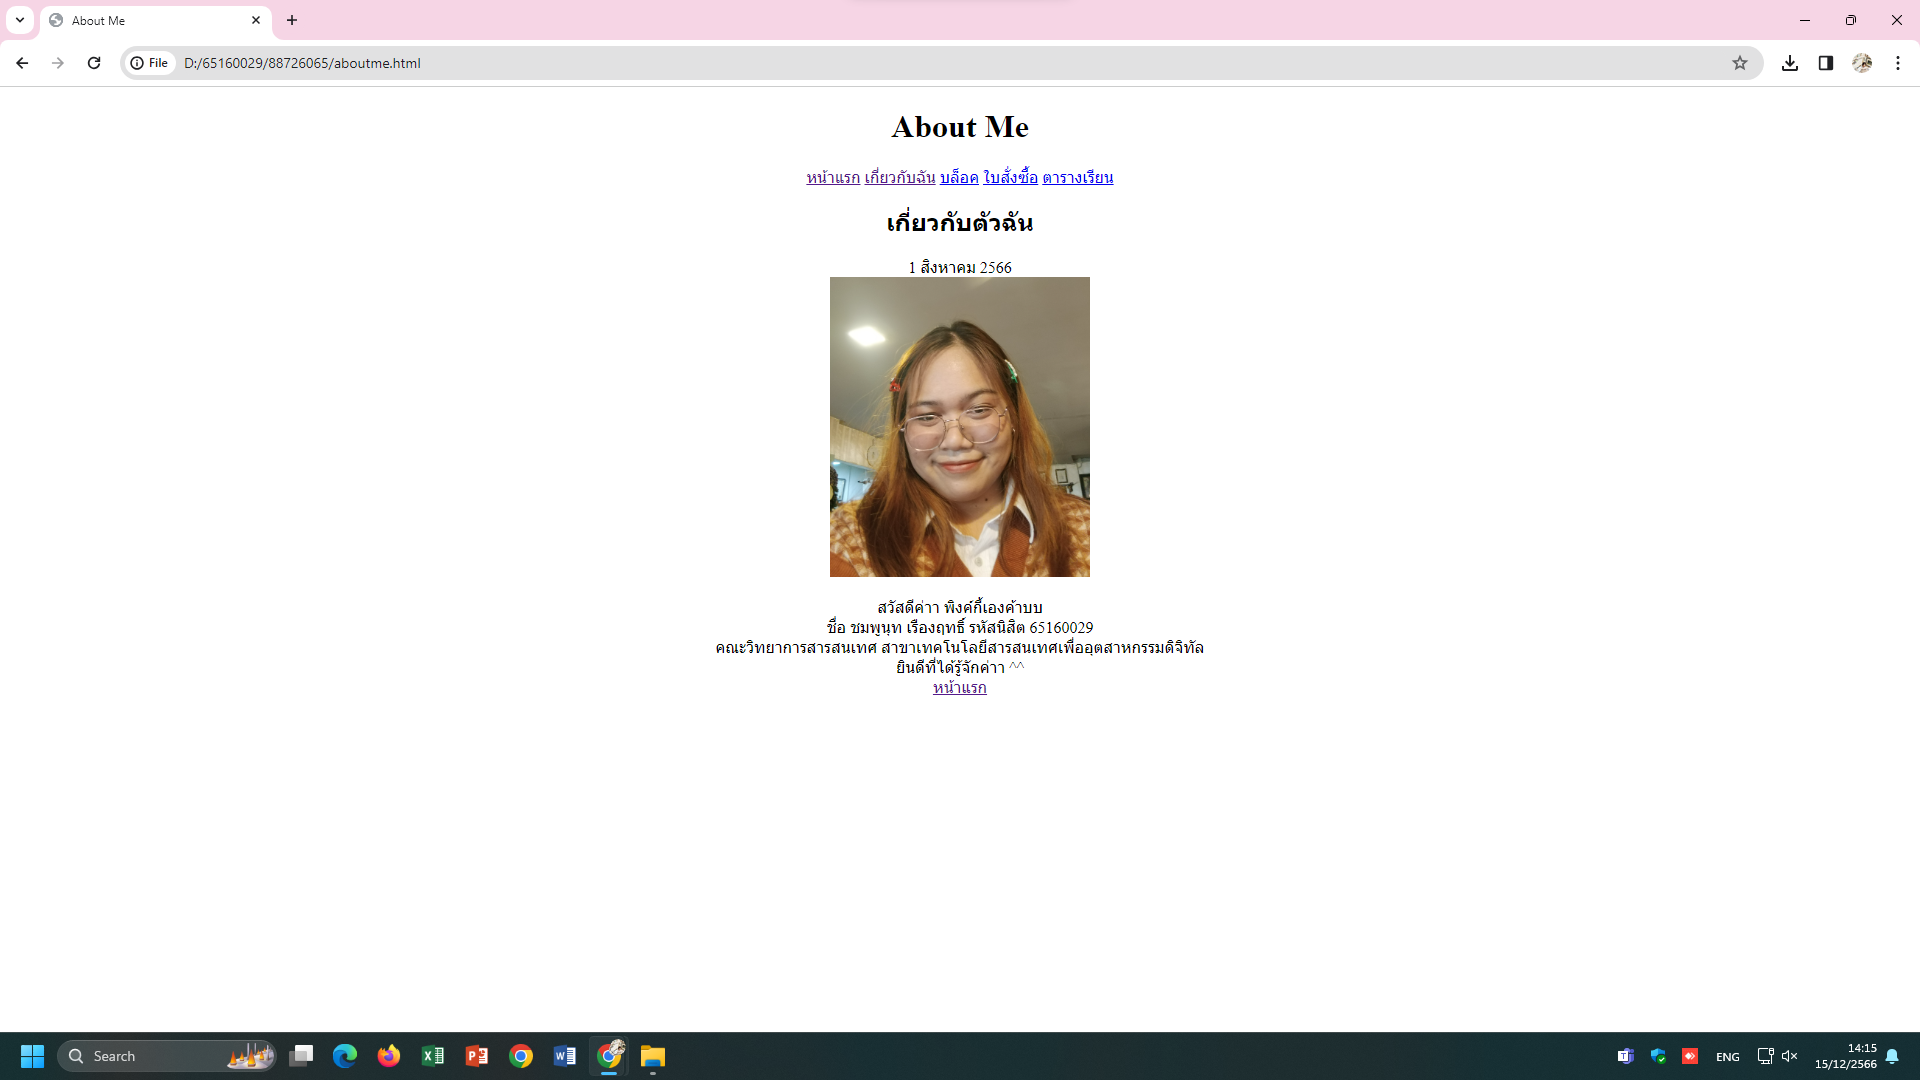 About Me
File
D:/65160029/88726065/aboutme.html
About Me
หน้าแรก เกี่ยวกับฉัน บล็อค ใบสั่งซื้อ ตารางเรียน
เกี่ยวกับตัวฉัน
1 สิงหาคม 2566
สวัสดีค่าา พิงค์กี้เองค้าบบ
ชื่อ ชมพูนุท เรืองฤทธิ์ รหัสนิสิต 65160029
คณะวิทยาการสารสนเทศ สาขาเทคโนโลยีสารสนเทศเพื่ออุตสาหกรรมดิจิทัล
ยินดีที่ได้รู้จักค่าา ^^
หน้าแรก
Search
ENG
14:15
15/12/2566